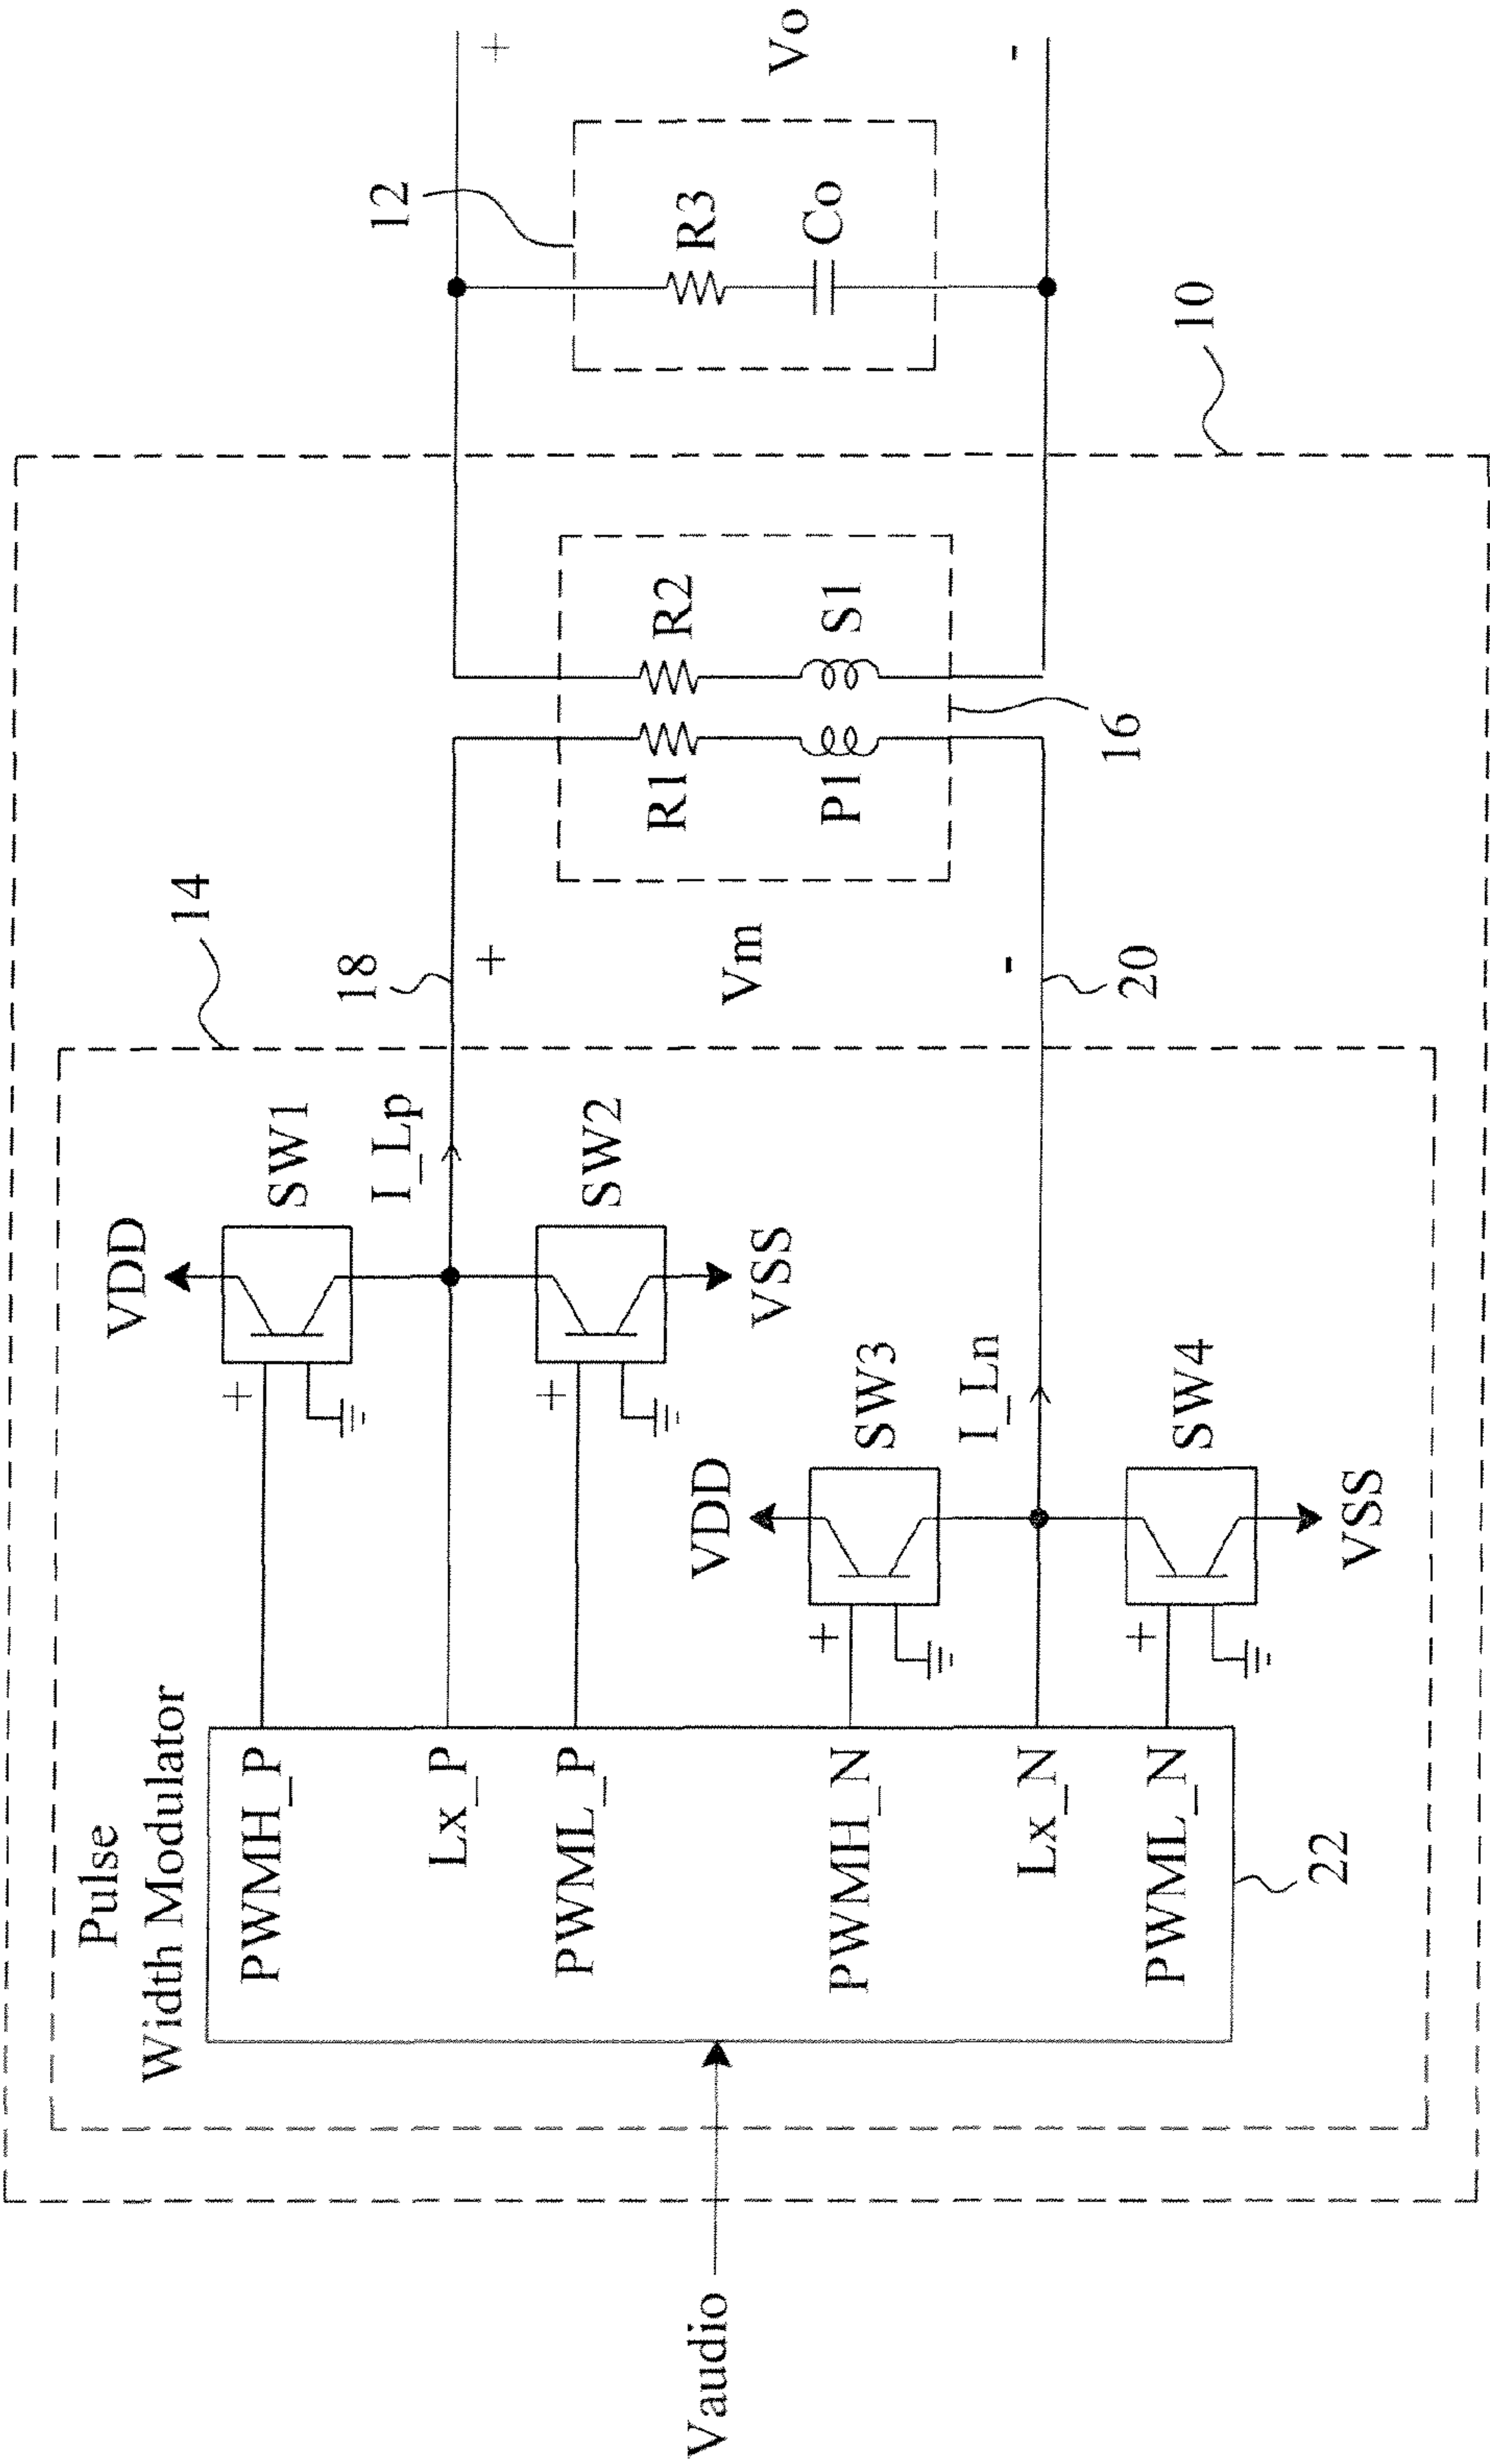 Pulse
Width Modulator
14
VDD
PWMH_P
+
SW1
18
12
Lx_P
I_Lp
+
+
PWML_P
+
SW2
R1
R2
R3
VSS
VDD
Vm
Vo
Vaudio
PWMH_N
+
SW3
P1
S1
Co
Lx_N
I_Ln
-
-
PWML_N
+
SW4
20
16
10
22
VSS